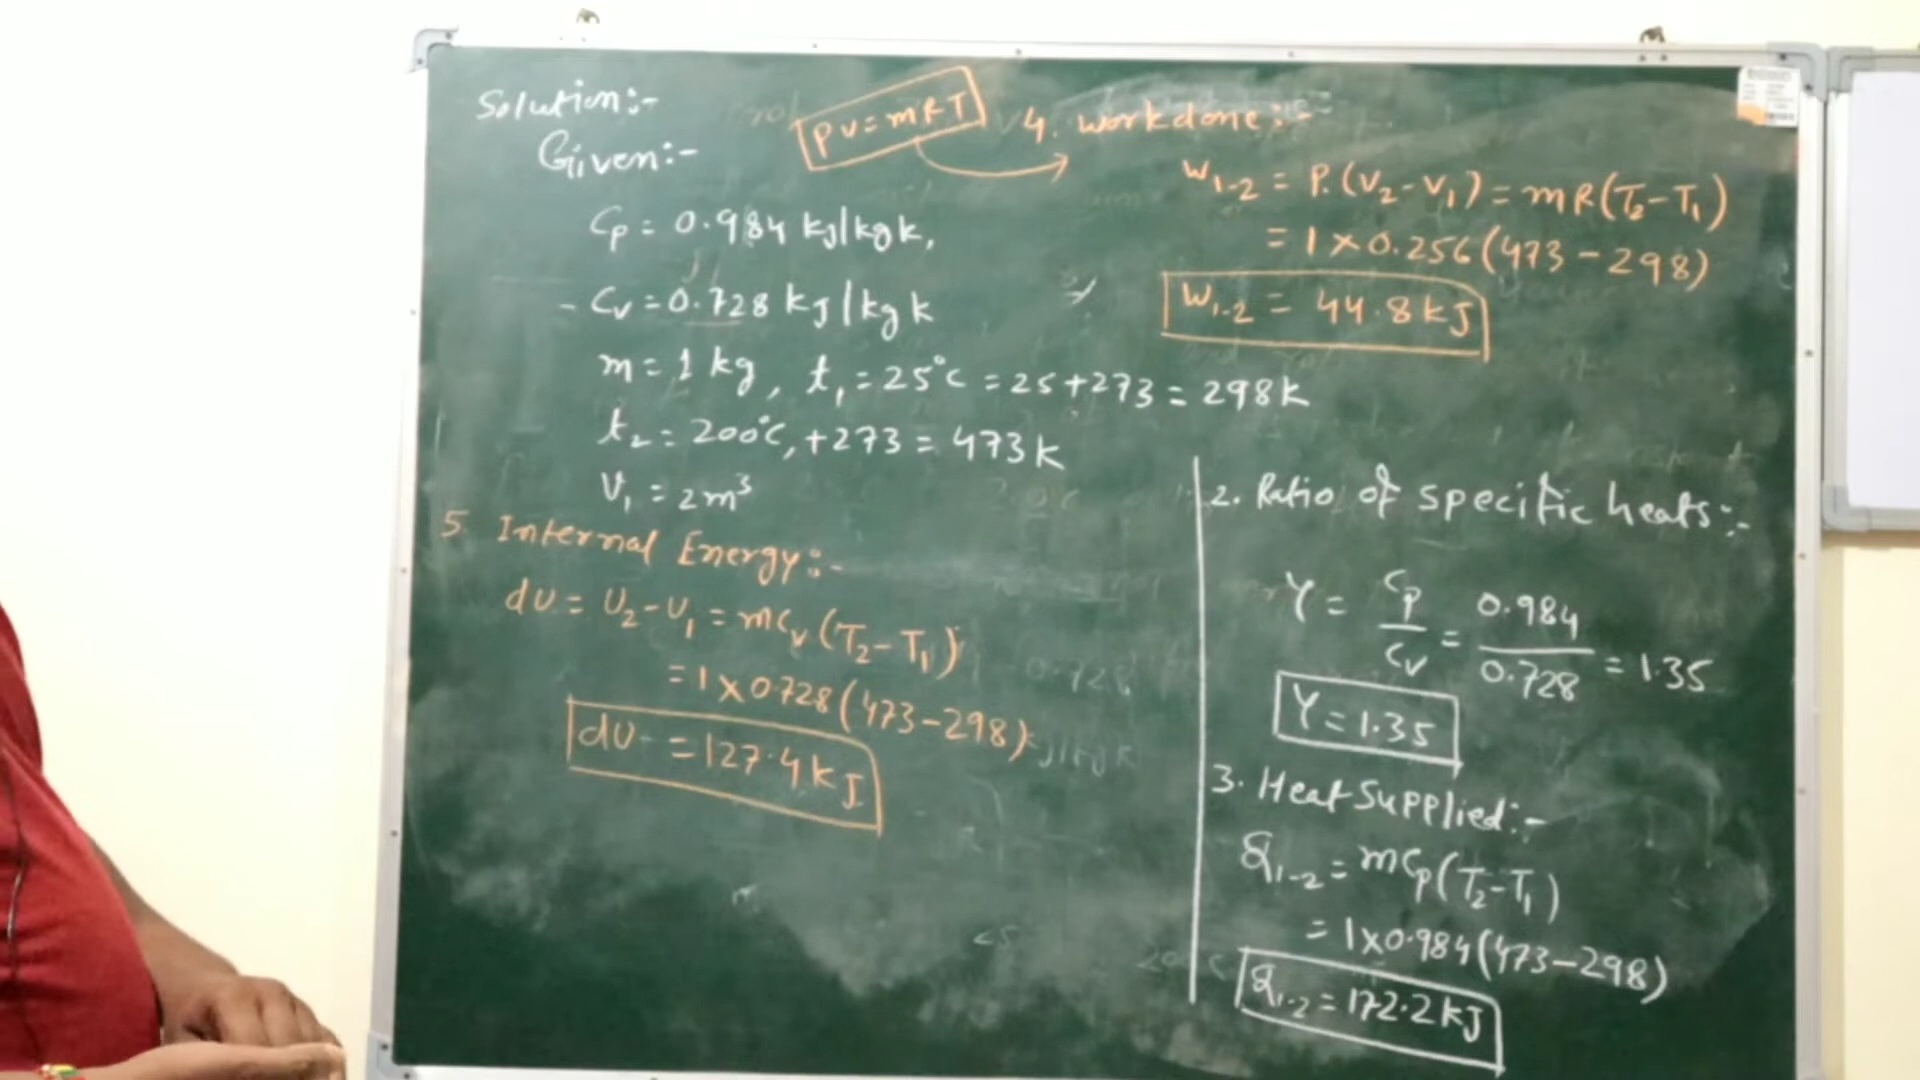 Solution:-
Given:-
Cp = 0.984 kJ/kg k,
- Cv = 0.728 kJ/kg k
m = 1 kg, t₁ = 25°C = 25+273 = 298k
t₂ = 200°C, +273 = 473k
V₁ = 2m³
5 Internal Energy:-
dU = U₂-U₁ = mCv (T₂-T₁)
= 1 × 0.728 (473-298)
dU = 127.4 kJ
PV = mRT
4. workdone:-
W₁₋₂ = P.(V₂-V₁) = mR(T₂-T₁)
= 1 × 0.256 (473-298)
W₁₋₂ = 44.8 kJ
2. Ratio of specific heats:-
γ = Cp/Cv = 0.984/0.728 = 1.35
γ = 1.35
3. Heat Supplied:-
Q₁₋₂ = mCp(T₂-T₁)
= 1×0.984(473-298)
Q₁₋₂ = 172.2 kJ